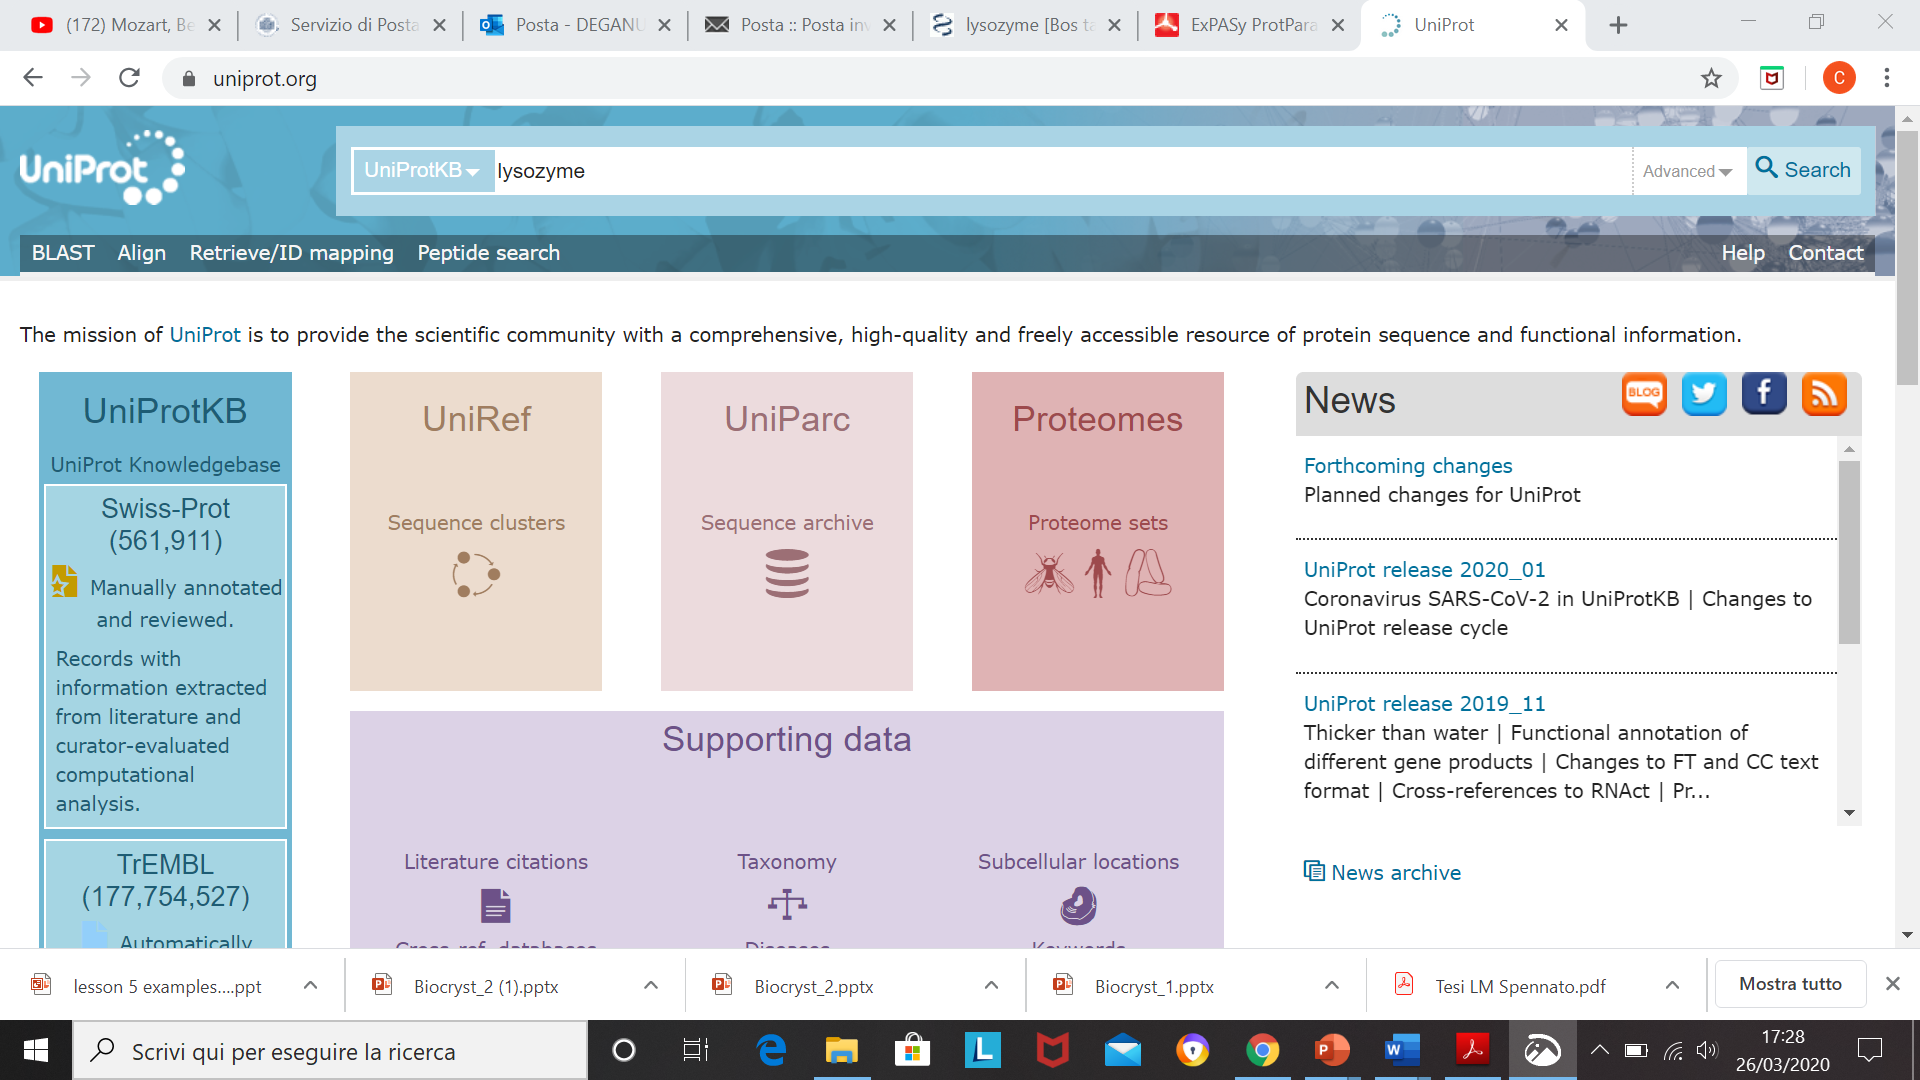 (172) Mozart, Be
Servizio di Posta
Posta - DEGANU
Posta :: Posta inv
lysozyme [Bos ta
ExPASy ProtPara
UniProt
uniprot.org
C
UniProt
UniProtKB
lysozyme
Advanced
Search
BLAST Align Retrieve/ID mapping Peptide search
Help Contact
The mission of UniProt is to provide the scientific community with a comprehensive, high-quality and freely accessible resource of protein sequence and functional information.
UniProtKB
UniProt Knowledgebase
Swiss-Prot
(561,911)
Manually annotated
and reviewed.
Records with
information extracted
from literature and
curator-evaluated
computational
analysis.
TrEMBL
(177,754,527)
Automatically
UniRef
Sequence clusters
UniParc
Sequence archive
Proteomes
Proteome sets
Supporting data
Literature citations
Taxonomy
Subcellular locations
Cross-ref. databases
Diseases
Keywords
News
BLOG
Forthcoming changes
Planned changes for UniProt
UniProt release 2020_01
Coronavirus SARS-CoV-2 in UniProtKB | Changes to
UniProt release cycle
UniProt release 2019_11
Thicker than water | Functional annotation of
different gene products | Changes to FT and CC text
format | Cross-references to RNAct | Pr...
News archive
lesson 5 examples....ppt
Biocryst_2 (1).pptx
Biocryst_2.pptx
Biocryst_1.pptx
Tesi LM Spennato.pdf
Mostra tutto
Scrivi qui per eseguire la ricerca
17:28
26/03/2020